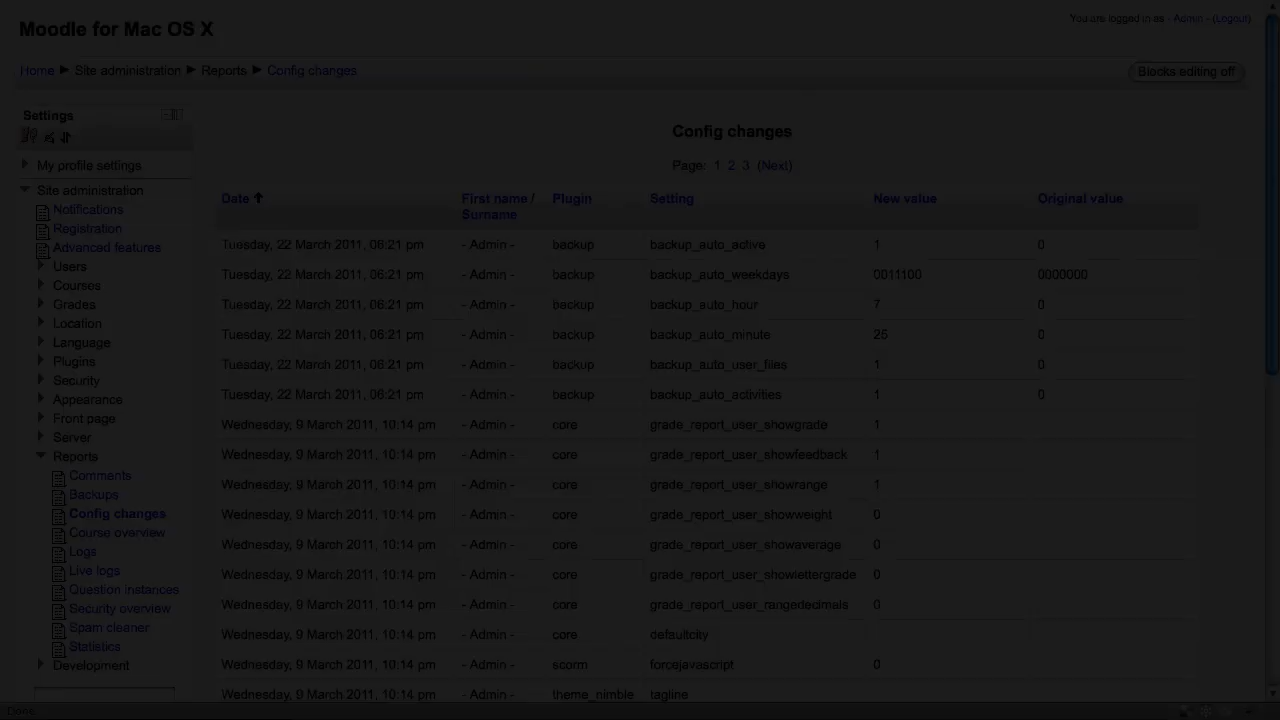 Moodle for Mac OS X
You are logged in as - Admin - (Logout)
Home ► Site administration ► Reports ► Config changes
Blocks editing off
Settings
My profile settings
Site administration
Notifications
Registration
Advanced features
Users
Courses
Grades
Location
Language
Plugins
Security
Appearance
Front page
Server
Reports
Comments
Backups
Config changes
Course overview
Logs
Live logs
Question instances
Security overview
Spam cleaner
Statistics
Development
Config changes
Page: 1 2 3 (Next)
Date First name / Surname Plugin Setting New value Original value
Tuesday, 22 March 2011, 06:21 pm - Admin - backup backup_auto_active 1 0
Tuesday, 22 March 2011, 06:21 pm - Admin - backup backup_auto_weekdays 0011100 0000000
Tuesday, 22 March 2011, 06:21 pm - Admin - backup backup_auto_hour 7 0
Tuesday, 22 March 2011, 06:21 pm - Admin - backup backup_auto_minute 25 0
Tuesday, 22 March 2011, 06:21 pm - Admin - backup backup_auto_user_files 1 0
Tuesday, 22 March 2011, 06:21 pm - Admin - backup backup_auto_activities 1 0
Wednesday, 9 March 2011, 10:14 pm - Admin - core grade_report_user_showgrade 1
Wednesday, 9 March 2011, 10:14 pm - Admin - core grade_report_user_showfeedback 1
Wednesday, 9 March 2011, 10:14 pm - Admin - core grade_report_user_showrange 1
Wednesday, 9 March 2011, 10:14 pm - Admin - core grade_report_user_showweight 0
Wednesday, 9 March 2011, 10:14 pm - Admin - core grade_report_user_showaverage 0
Wednesday, 9 March 2011, 10:14 pm - Admin - core grade_report_user_showlettergrade 0
Wednesday, 9 March 2011, 10:14 pm - Admin - core grade_report_user_rangedecimals 0
Wednesday, 9 March 2011, 10:14 pm - Admin - core defaultcity
Wednesday, 9 March 2011, 10:14 pm - Admin - scorm forcejavascript 0
Wednesday, 9 March 2011, 10:14 pm - Admin - theme_nimble tagline
Done